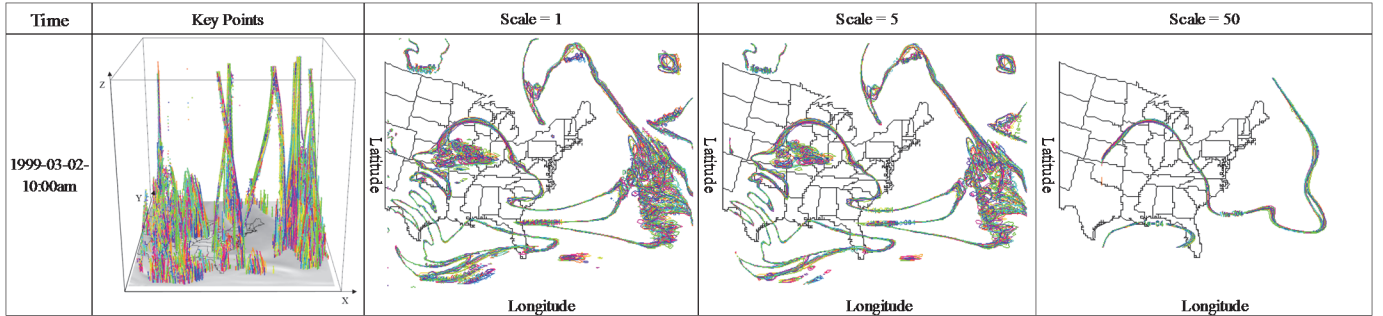 Time
Key Points
Scale = 1
Scale = 5
Scale = 50
1999-03-02-
10:00am
Z
Y
X
Latitude
Longitude
Latitude
Longitude
Latitude
Longitude